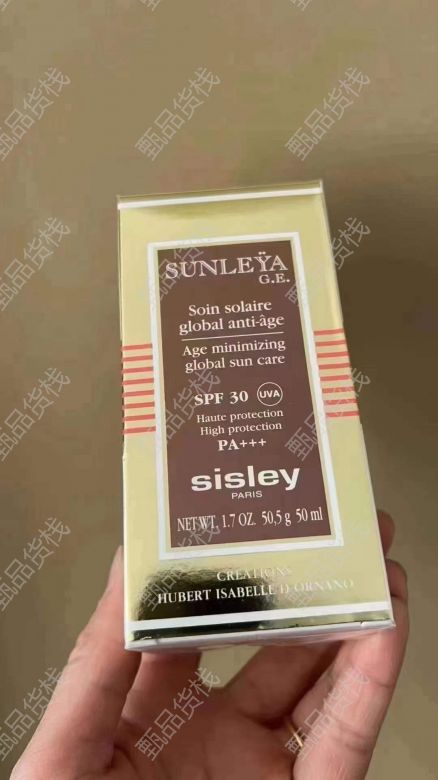 SUNLEŸA
G.E.
Soin solaire
global anti-âge
Age minimizing
global sun care
SPF 30 UVA
Haute protection
High protection
PA+++
sisley
PARIS
NET WT. 1.7 OZ. 50.5 g 50 ml
CRÉATIONS
HUBERT ISABELLE D'ORNANO
甄品货栈